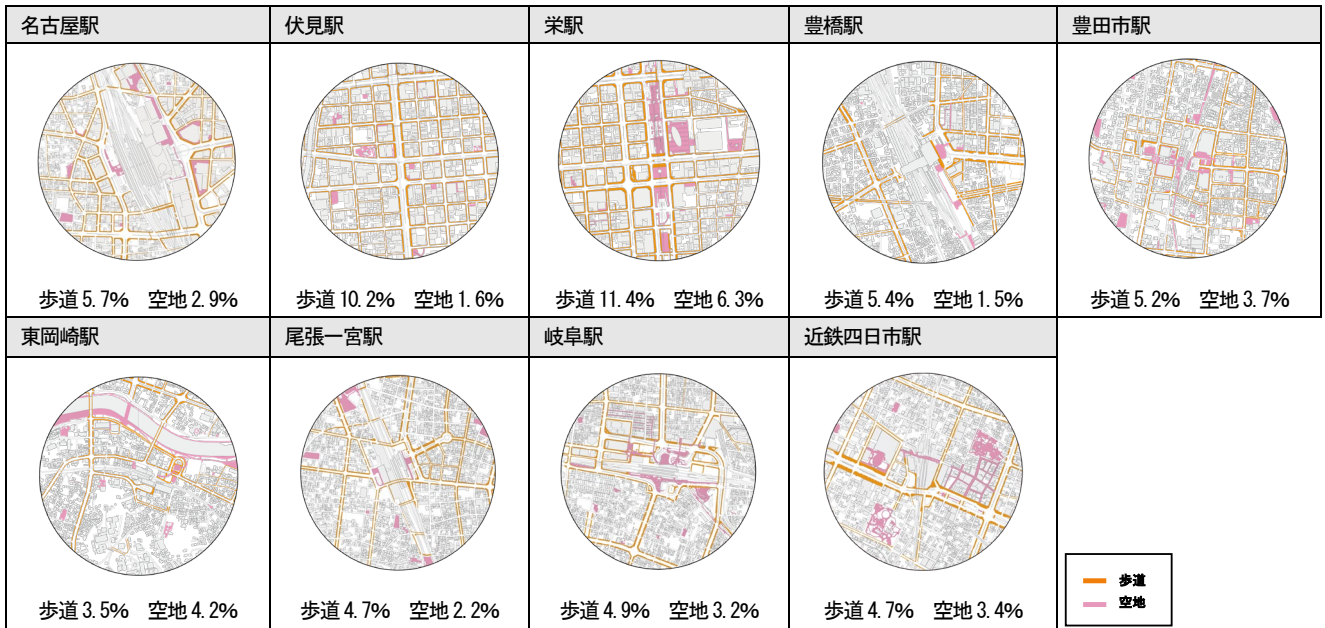 名古屋駅
伏見駅
栄駅
豊橋駅
豊田市駅
歩道 5.7% 空地 2.9%
歩道 10.2% 空地 1.6%
歩道 11.4% 空地 6.3%
歩道 5.4% 空地 1.5%
歩道 5.2% 空地 3.7%
東岡崎駅
尾張一宮駅
岐阜駅
近鉄四日市駅
歩道 3.5% 空地 4.2%
歩道 4.7% 空地 2.2%
歩道 4.9% 空地 3.2%
歩道 4.7% 空地 3.4%
歩道
空地